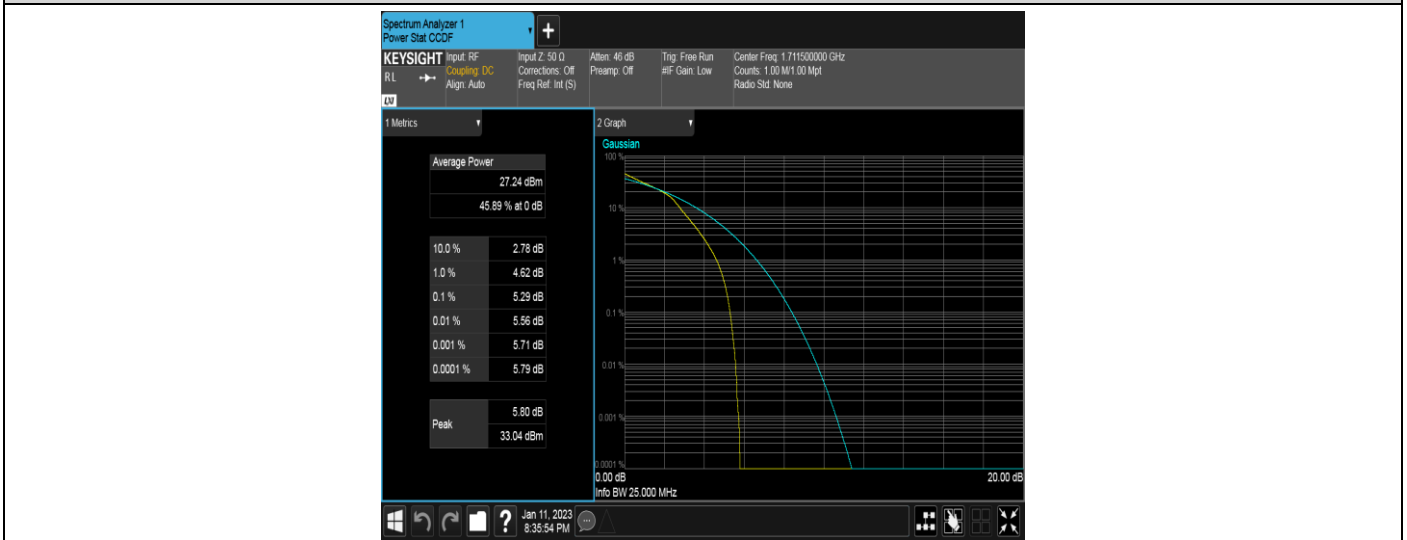 Spectrum Analyzer 1
Power Stat CCDF
+
KEYSIGHT
RL
LXI
Input: RF
Coupling: DC
Align: Auto
Input Z: 50 Ω
Corrections: Off
Freq Ref: Int (S)
Atten: 46 dB
Preamp: Off
Trig: Free Run
#IF Gain: Low
Center Freq: 1.711500000 GHz
Counts: 1.00 M/1.00 Mpt
Radio Std: None
1 Metrics
Average Power
27.24 dBm
45.89 % at 0 dB
10.0 % 2.78 dB
1.0 % 4.62 dB
0.1 % 5.29 dB
0.01 % 5.56 dB
0.001 % 5.71 dB
0.0001 % 5.79 dB
Peak
5.80 dB
33.04 dBm
2 Graph
Gaussian
100 %
10 %
1 %
0.1 %
0.01 %
0.001 %
0.0001 %
0.00 dB 20.00 dB
Info BW 25.000 MHz
?
Jan 11, 2023
8:35:54 PM